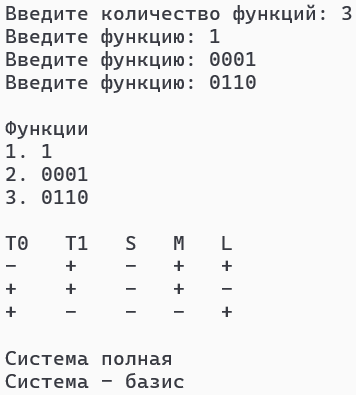 Введите количество функций: 3
Введите функцию: 1
Введите функцию: 0001
Введите функцию: 0110
Функции
1. 1
2. 0001
3. 0110
T0 T1 S M L
- + - + +
+ + - + -
+ - - - +
Система полная
Система - базис